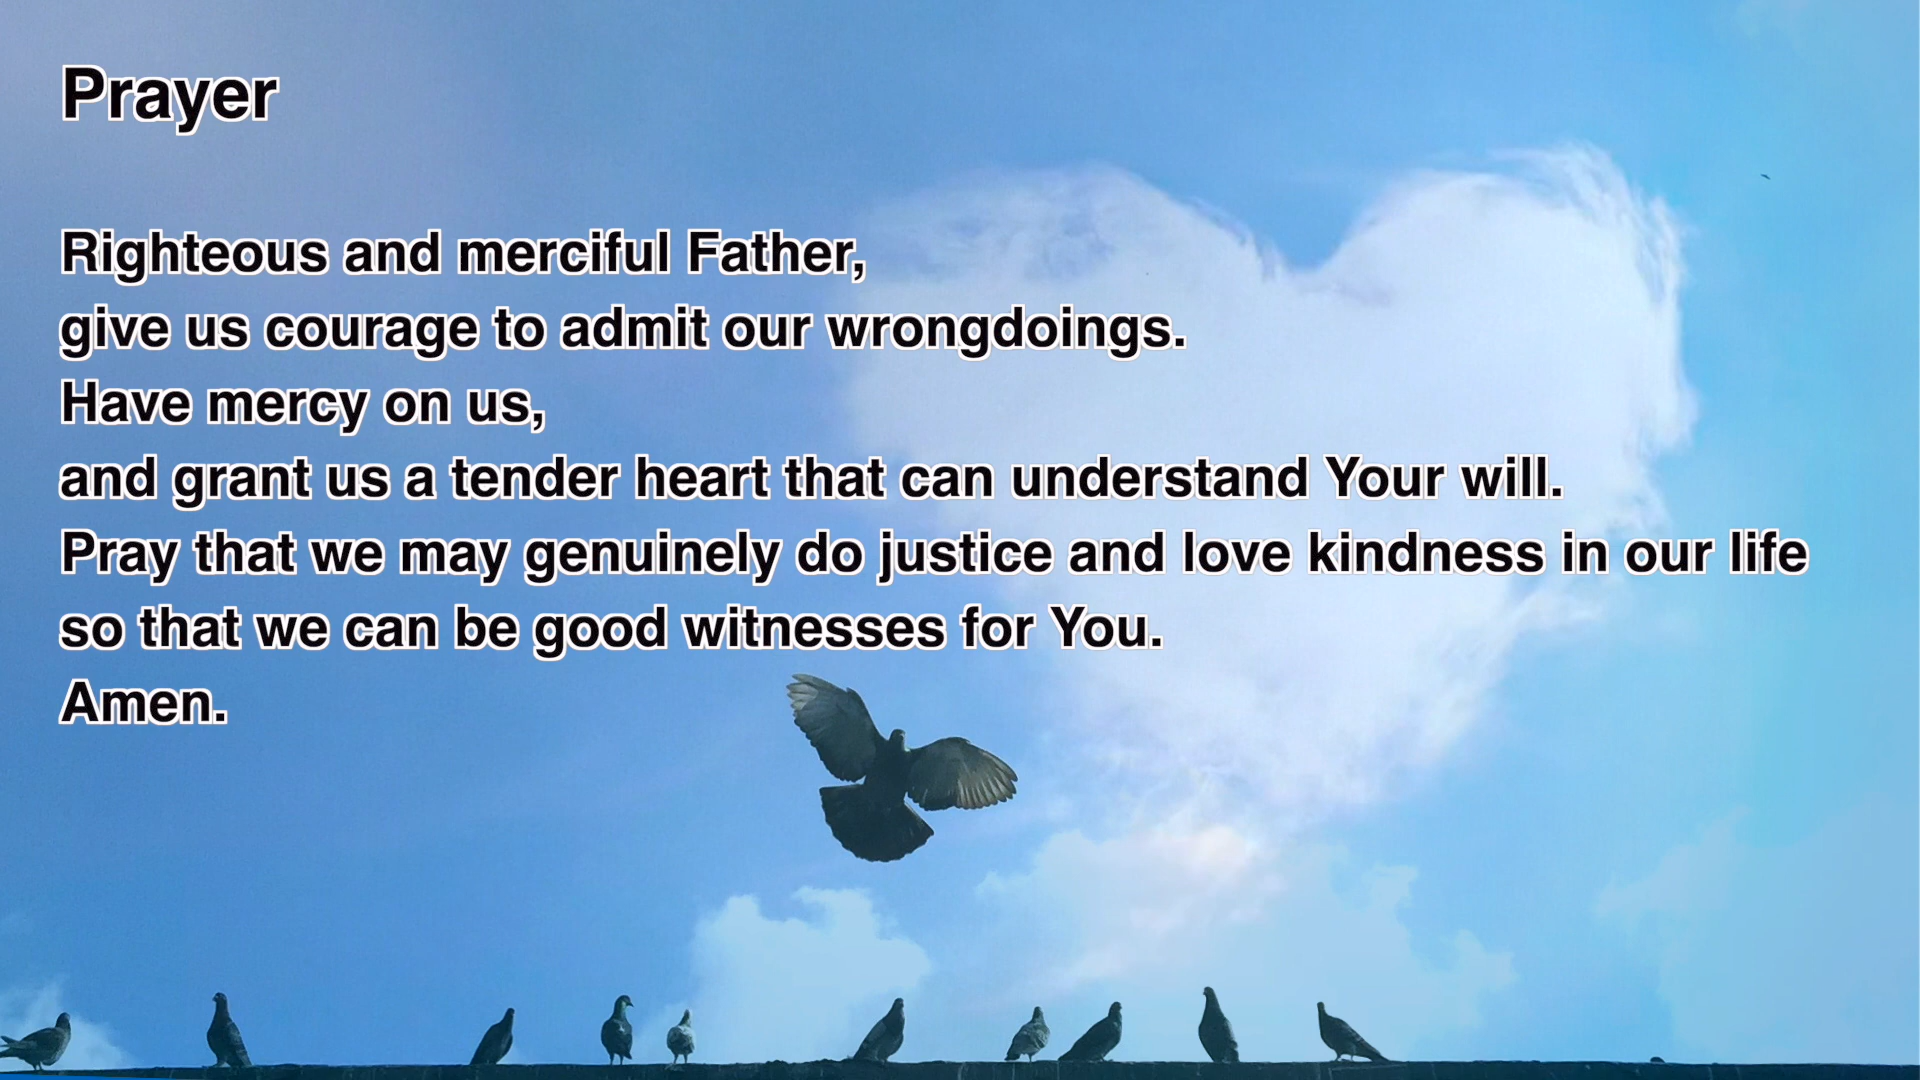 Prayer
Righteous and merciful Father,
give us courage to admit our wrongdoings.
Have mercy on us,
and grant us a tender heart that can understand Your will.
Pray that we may genuinely do justice and love kindness in our life
so that we can be good witnesses for You.
Amen.